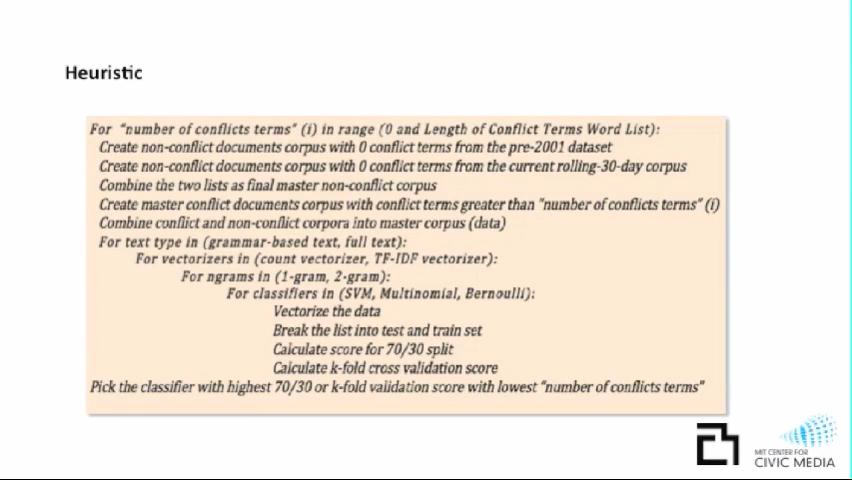 Heuristic
For "number of conflicts terms" (i) in range (0 and Length of Conflict Terms Word List):
Create non-conflict documents corpus with 0 conflict terms from the pre-2001 dataset
Create non-conflict documents corpus with 0 conflict terms from the current rolling-30-day corpus
Combine the two lists as final master non-conflict corpus
Create master conflict documents corpus with conflict terms greater than "number of conflicts terms" (i)
Combine conflict and non-conflict corpora into master corpus (data)
For text type in (grammar-based text, full text):
For vectorizers in (count vectorizer, TF-IDF vectorizer):
For ngrams in (1-gram, 2-gram):
For classifiers in (SVM, Multinomial, Bernoulli):
Vectorize the data
Break the list into test and train set
Calculate score for 70/30 split
Calculate k-fold cross validation score
Pick the classifier with highest 70/30 or k-fold validation score with lowest "number of conflicts terms"
MIT CENTER FOR
CIVIC MEDIA